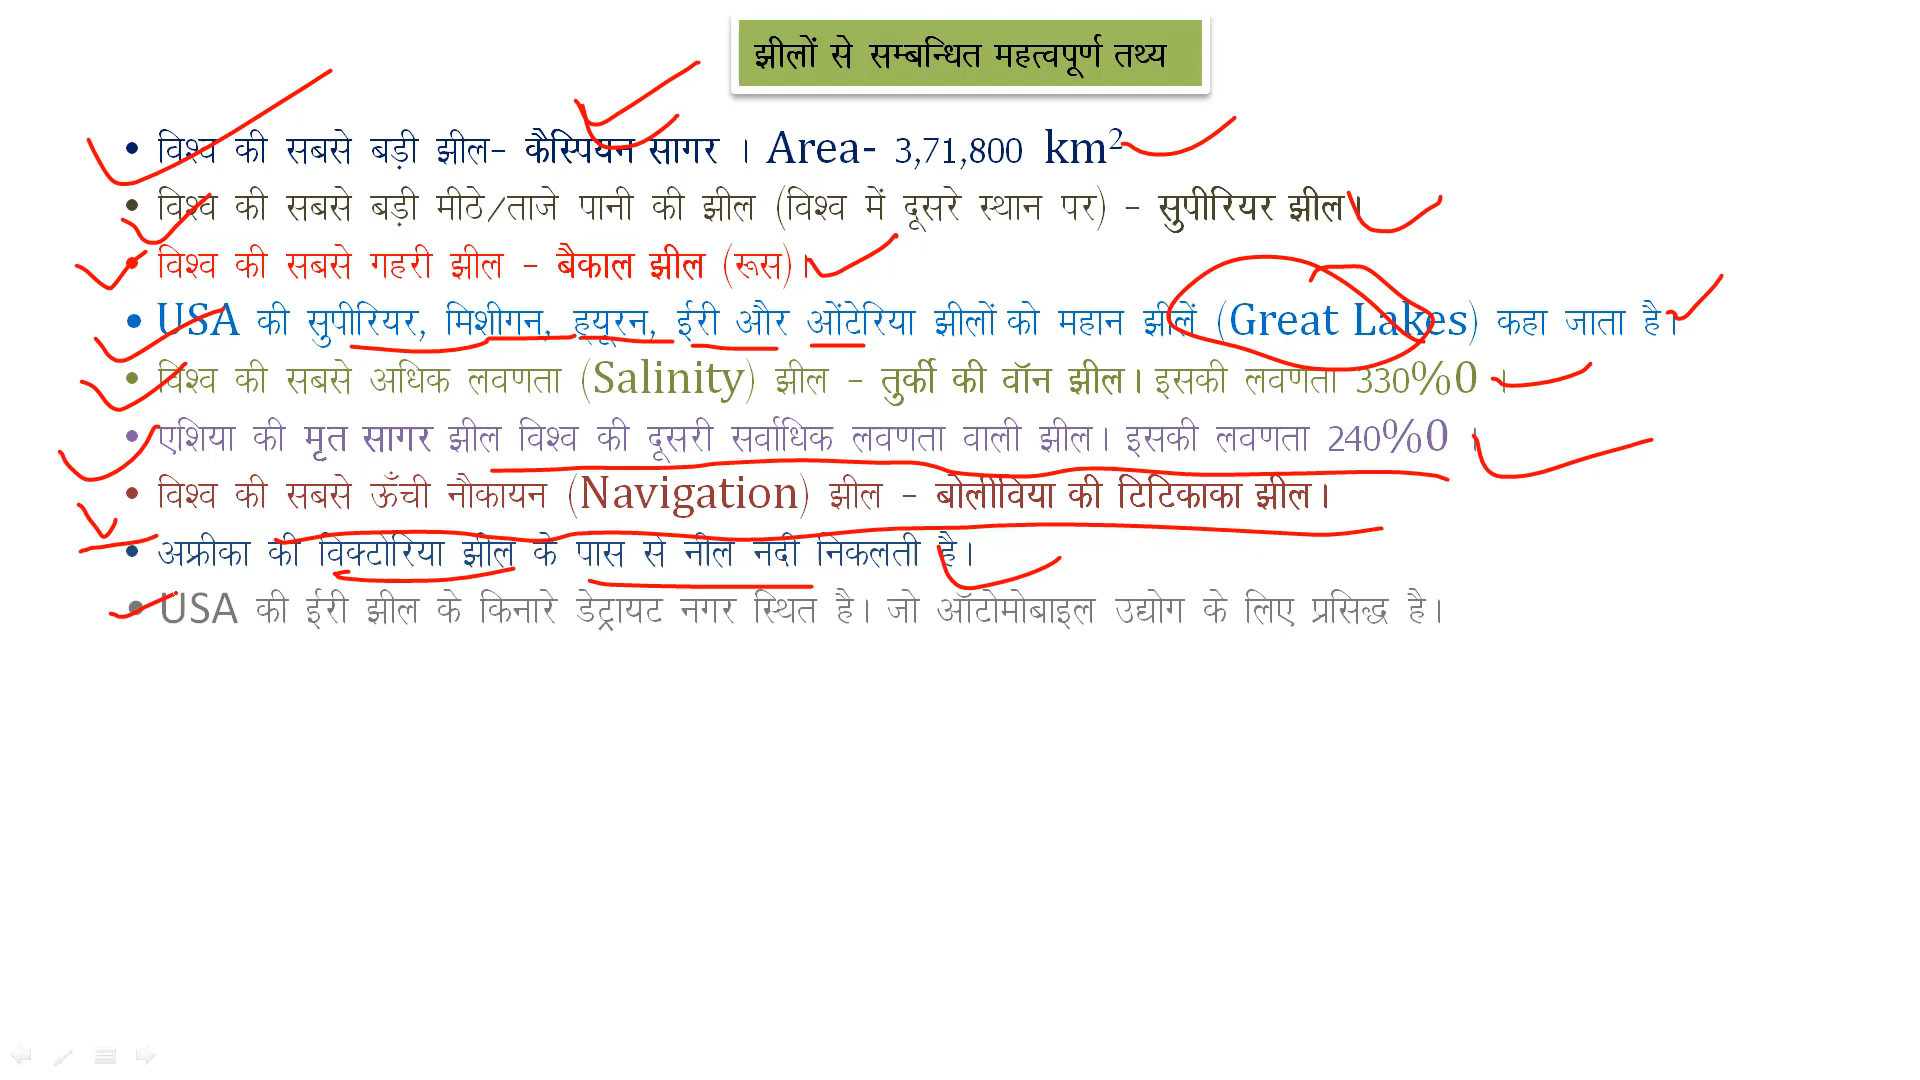 झीलों से सम्बन्धित महत्वपूर्ण तथ्य
• विश्व की सबसे बड़ी झील- कैस्पियन सागर । Area- 3,71,800 km²
• विश्व की सबसे बड़ी मीठे/ताजे पानी की झील (विश्व में दूसरे स्थान पर) - सुपीरियर झील।
• विश्व की सबसे गहरी झील - बैकाल झील (रूस)।
• USA की सुपीरियर, मिशीगन, ह्यूरन, ईरी और ओंटेरिया झीलों को महान झीलें (Great Lakes) कहा जाता है।
• विश्व की सबसे अधिक लवणता (Salinity) झील - तुर्की की वॉन झील। इसकी लवणता 330%0 ।
• एशिया की मृत सागर झील विश्व की दूसरी सर्वाधिक लवणता वाली झील। इसकी लवणता 240%0 ।
• विश्व की सबसे ऊँची नौकायन (Navigation) झील - बोलीविया की टिटिकाका झील।
• अफ्रीका की विक्टोरिया झील के पास से नील नदी निकलती है।
• USA की ईरी झील के किनारे डेट्रायट नगर स्थित है। जो ऑटोमोबाइल उद्योग के लिए प्रसिद्ध है।